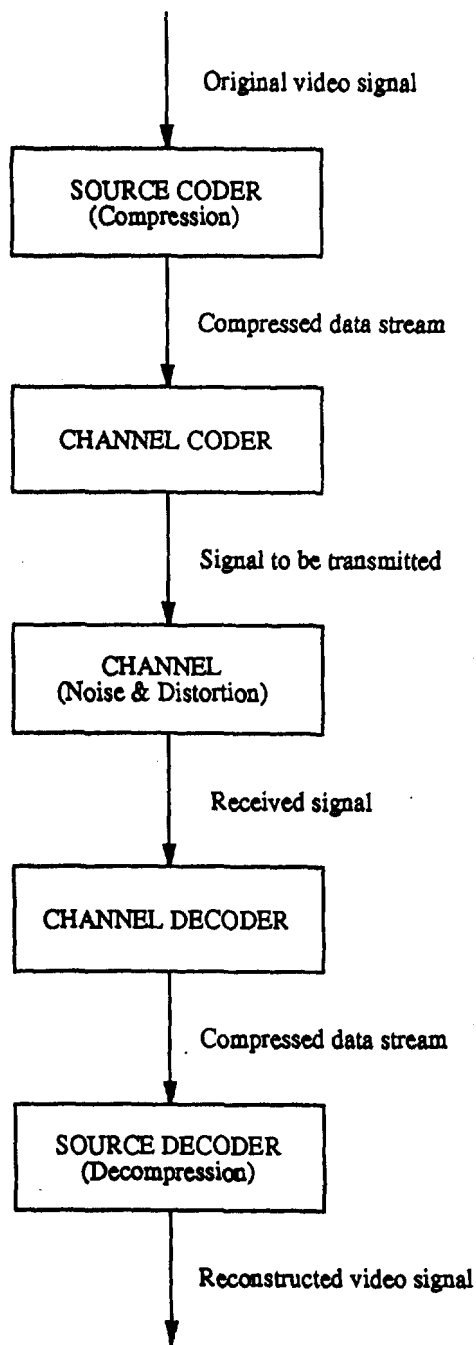 Original video signal
SOURCE CODER
(Compression)
Compressed data stream
CHANNEL CODER
Signal to be transmitted
CHANNEL
(Noise & Distortion)
Received signal
CHANNEL DECODER
Compressed data stream
SOURCE DECODER
(Decompression)
Reconstructed video signal